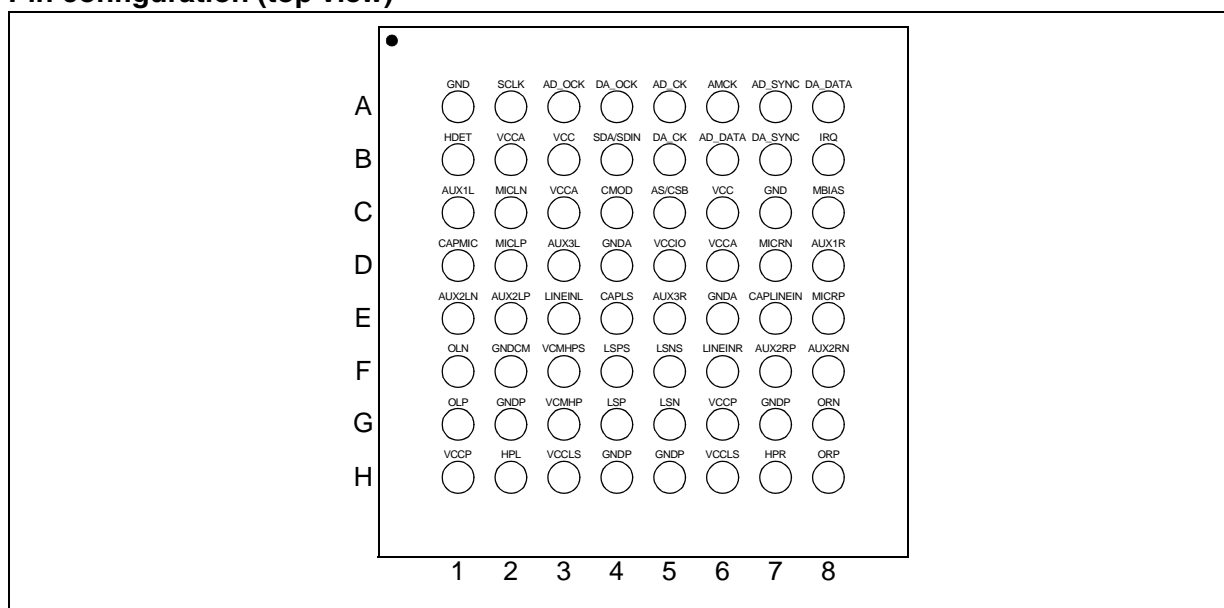 Pin configuration (top view)
GND SCLK AD_OCK DA_OCK AD_CK AMCK AD_SYNC DA_DATA
A
HDET VCCA VCC SDA/SDIN DA_CK AD_DATA DA_SYNC IRQ
B
AUX1L MICLN VCCA CMOD AS/CSB VCC GND MBIAS
C
CAPMIC MICLP AUX3L GNDA VCCIO VCCA MICRN AUX1R
D
AUX2LN AUX2LP LINEINL CAPLS AUX3R GNDA CAPLINEIN MICRP
E
OLN GNDCM VCMHPS LSPS LSNS LINEINR AUX2RP AUX2RN
F
OLP GNDP VCMHP LSP LSN VCCP GNDP ORN
G
VCCP HPL VCCLS GNDP GNDP VCCLS HPR ORP
H
1 2 3 4 5 6 7 8